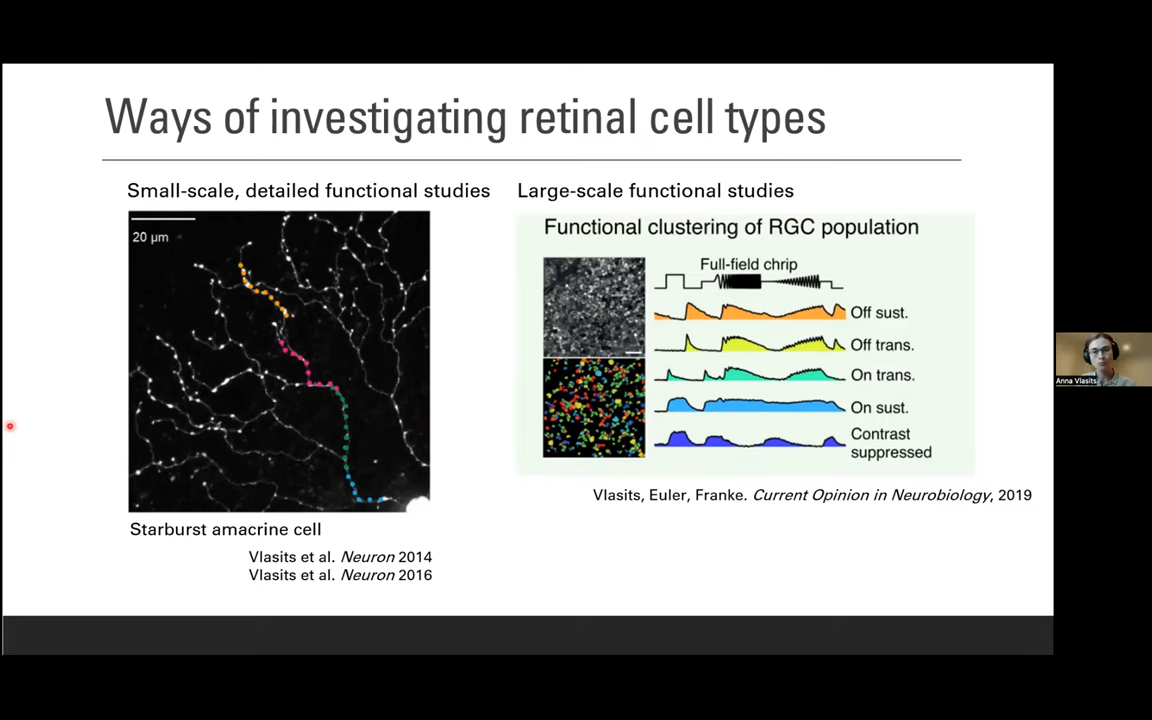 Ways of investigating retinal cell types
Small-scale, detailed functional studies
20 µm
Starburst amacrine cell
Vlasits et al. Neuron 2014
Vlasits et al. Neuron 2016
Large-scale functional studies
Functional clustering of RGC population
Full-field chrip
Off sust.
Off trans.
On trans.
On sust.
Contrast
suppressed
Vlasits, Euler, Franke. Current Opinion in Neurobiology, 2019
Anna Vlasits